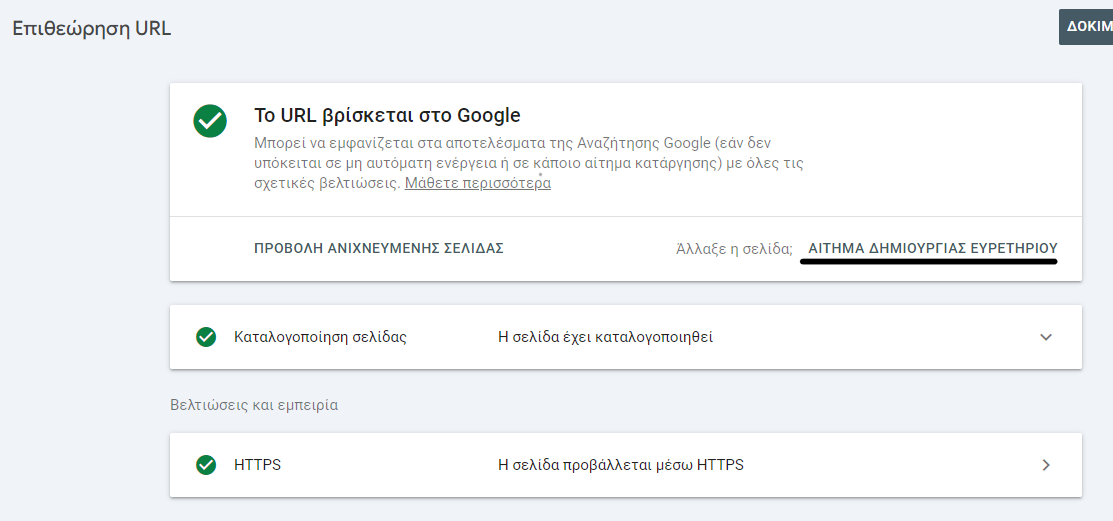 Επιθεώρηση URL
ΔΟΚΙΜ
Το URL βρίσκεται στο Google
Μπορεί να εμφανίζεται στα αποτελέσματα της Αναζήτησης Google (εάν δεν
υπόκειται σε μη αυτόματη ενέργεια ή σε κάποιο αίτημα κατάργησης) με όλες τις
σχετικές βελτιώσεις. Μάθετε περισσότερα
ΠΡΟΒΟΛΗ ΑΝΙΧΝΕΥΜΕΝΗΣ ΣΕΛΙΔΑΣ
Άλλαξε η σελίδα; ΑΙΤΗΜΑ ΔΗΜΙΟΥΡΓΙΑΣ ΕΥΡΕΤΗΡΙΟΥ
Καταλογοποίηση σελίδας
Η σελίδα έχει καταλογοποιηθεί
Βελτιώσεις και εμπειρία
HTTPS
Η σελίδα προβάλλεται μέσω HTTPS